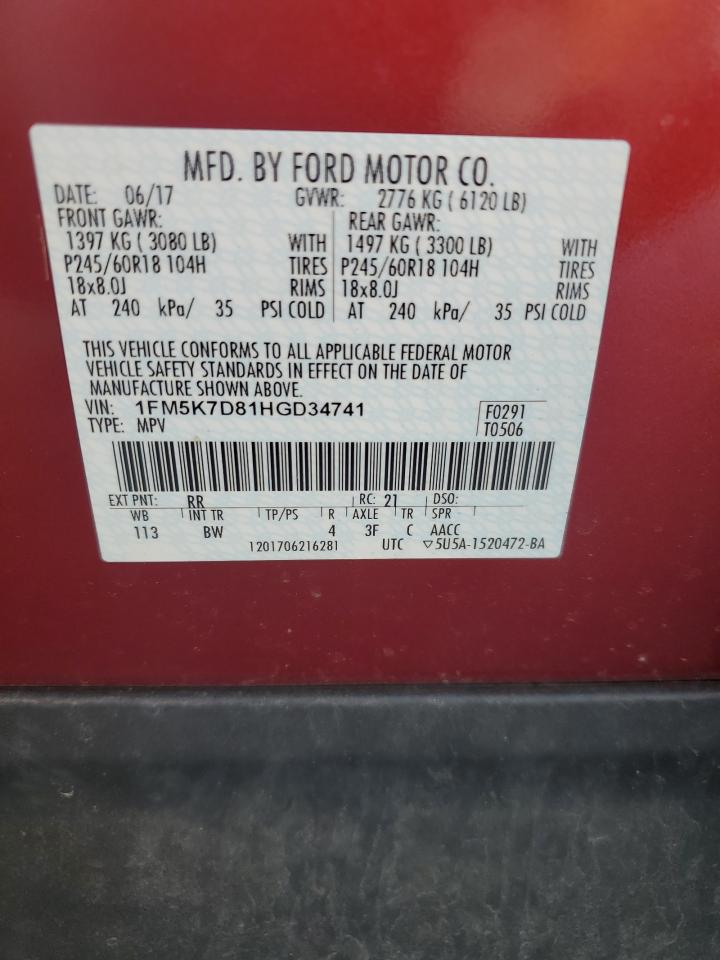 MFD. BY FORD MOTOR CO.
DATE: 06/17 GVWR: 2776 KG ( 6120 LB)
FRONT GAWR: REAR GAWR:
1397 KG ( 3080 LB) WITH 1497 KG ( 3300 LB) WITH
P245/60R18 104H TIRES P245/60R18 104H TIRES
18x8.0J RIMS 18x8.0J RIMS
AT 240 kPa/ 35 PSI COLD AT 240 kPa/ 35 PSI COLD
THIS VEHICLE CONFORMS TO ALL APPLICABLE FEDERAL MOTOR
VEHICLE SAFETY STANDARDS IN EFFECT ON THE DATE OF
MANUFACTURE SHOWN ABOVE.
VIN: 1FM5K7D81HGD34741 F0291
TYPE: MPV T0506
EXT PNT: RR RC: 21 DSO:
WB INT TR TP/PS R AXLE TR SPR
113 BW 4 3F C AACC
1201706216281 UTC ▽5U5A-1520472-BA